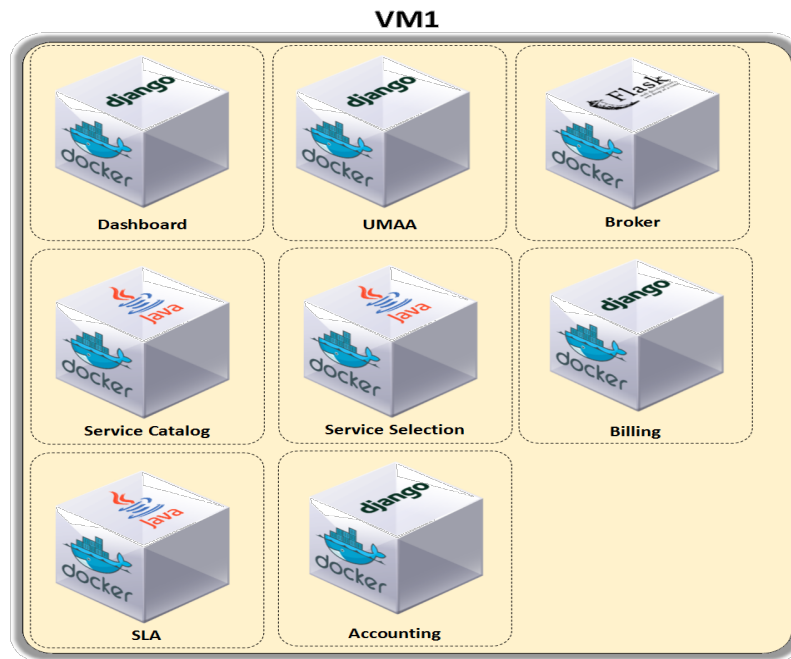 VM1
django
docker
Dashboard
django
docker
UMAA
Flask
docker
Broker
Java
docker
Service Catalog
Java
docker
Service Selection
django
docker
Billing
Java
docker
SLA
django
docker
Accounting